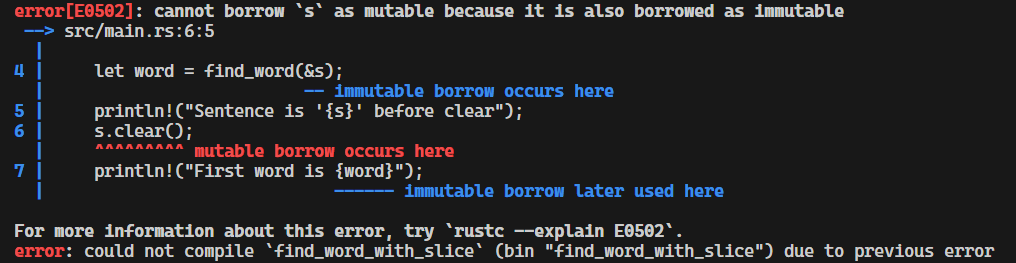 error[E0502]: cannot borrow `s` as mutable because it is also borrowed as immutable
 --> src/main.rs:6:5
  |
4 |     let word = find_word(&s);
  |                          -- immutable borrow occurs here
5 |     println!("Sentence is '{s}' before clear");
6 |     s.clear();
  |     ^^^^^^^^^ mutable borrow occurs here
7 |     println!("First word is {word}");
  |                             ------ immutable borrow later used here

For more information about this error, try `rustc --explain E0502`.
error: could not compile `find_word_with_slice` (bin "find_word_with_slice") due to previous error